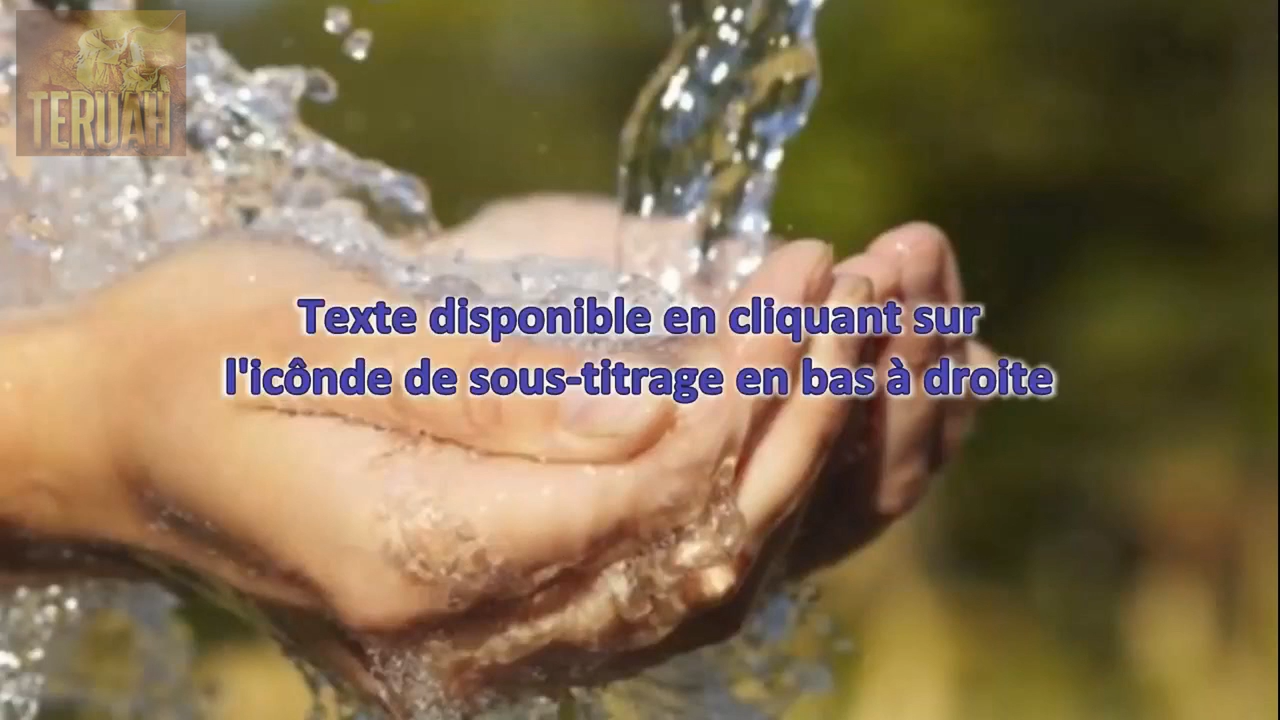 TERUAH
Texte disponible en cliquant sur
l'icônde de sous-titrage en bas à droite